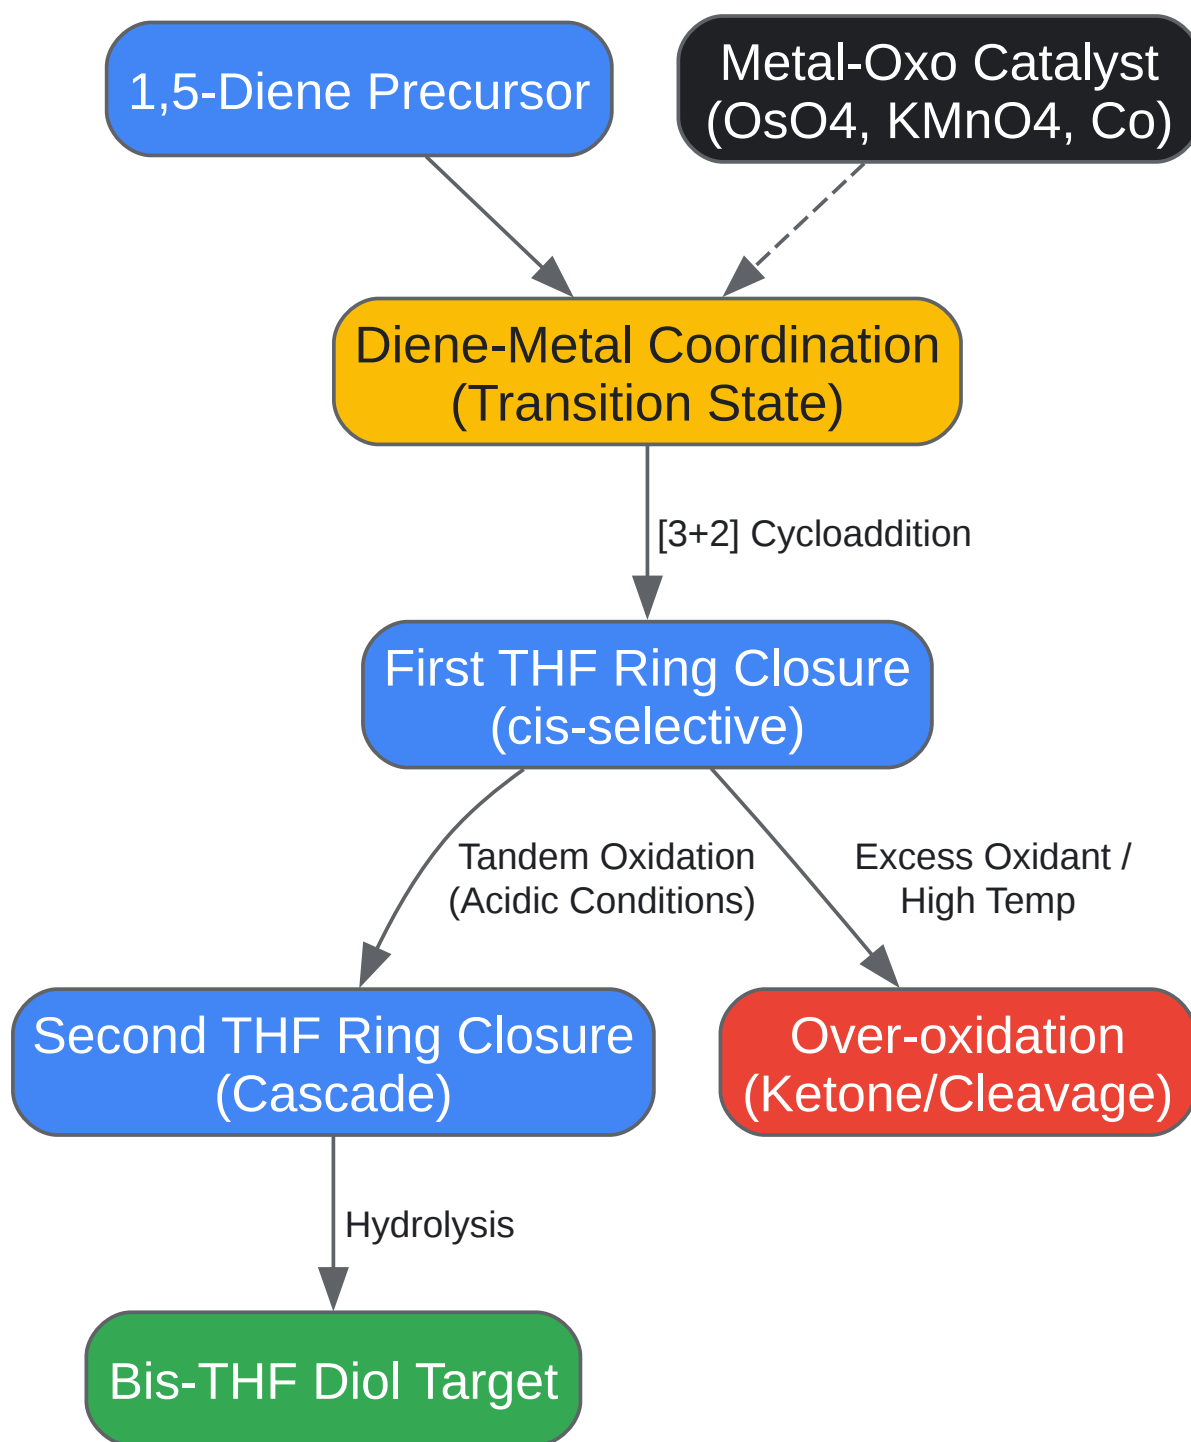 1,5-Diene Precursor
Metal-Oxo Catalyst
(OsO4, KMnO4, Co)
Diene-Metal Coordination
(Transition State)
[3+2] Cycloaddition
First THF Ring Closure
(cis-selective)
Tandem Oxidation
(Acidic Conditions)
Excess Oxidant /
High Temp
Second THF Ring Closure
(Cascade)
Over-oxidation
(Ketone/Cleavage)
Hydrolysis
Bis-THF Diol Target